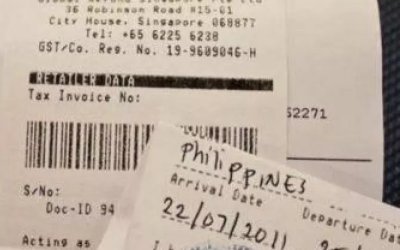 36 Robinson Road #15-01
City House, Singapore 068877
Tel: +65 6225 6238
GST/Co. Reg. No. 19-9609046-H
RETAILER DATA
Tax Invoice No:
S2271
S/No:
Doc-ID 94
Acting as
PhiliPPINES
Arrival Date
Departure Dat
22/07/2011